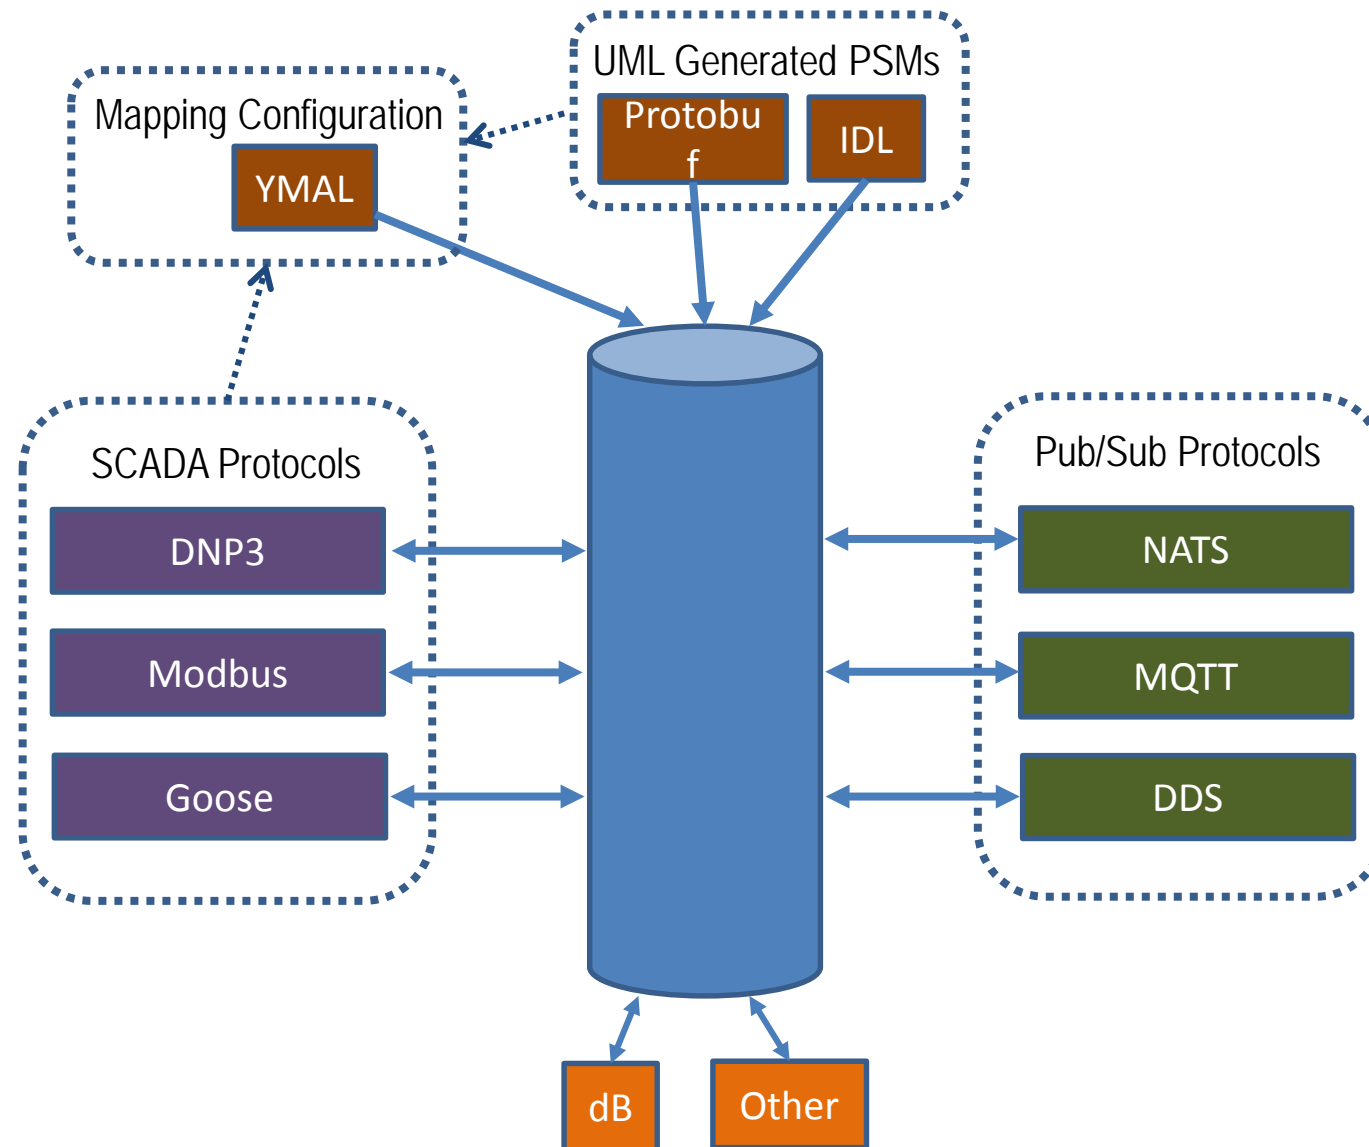 UML Generated PSMs
Protobu
f
IDL
Mapping Configuration
YMAL
SCADA Protocols
DNP3
Modbus
Goose
Pub/Sub Protocols
NATS
MQTT
DDS
dB
Other